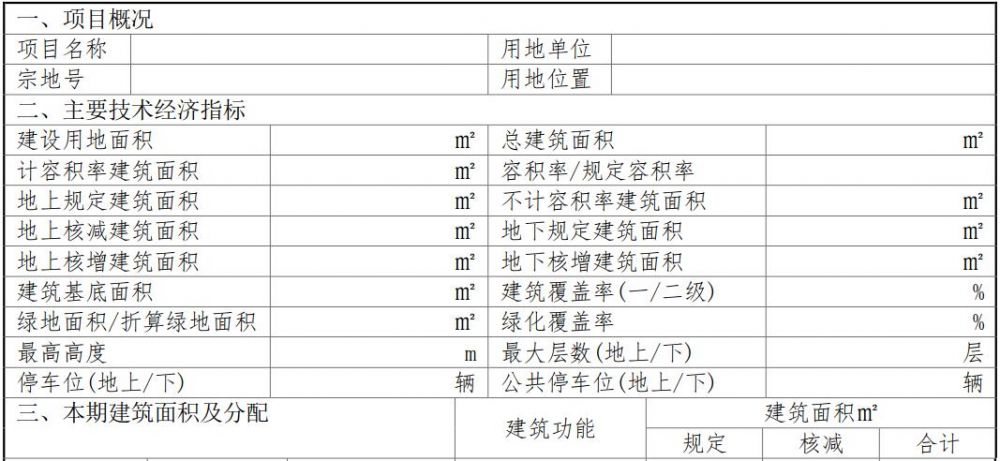 一、项目概况
项目名称 用地单位
宗地号 用地位置
二、主要技术经济指标
建设用地面积 ㎡ 总建筑面积 ㎡
计容积率建筑面积 ㎡ 容积率/规定容积率
地上规定建筑面积 ㎡ 不计容积率建筑面积 ㎡
地上核减建筑面积 ㎡ 地下规定建筑面积 ㎡
地上核增建筑面积 ㎡ 地下核增建筑面积 ㎡
建筑基底面积 ㎡ 建筑覆盖率(一/二级) %
绿地面积/折算绿地面积 ㎡ 绿化覆盖率 %
最高高度 m 最大层数(地上/下) 层
停车位(地上/下) 辆 公共停车位(地上/下) 辆
三、本期建筑面积及分配 建筑功能 建筑面积㎡
规定 核减 合计